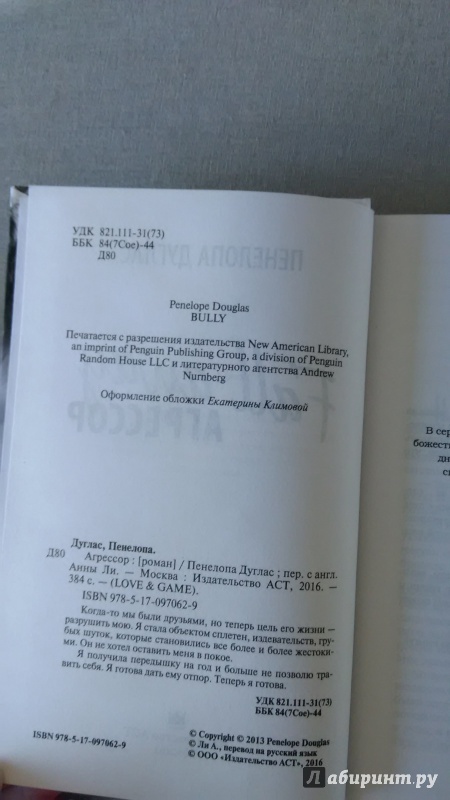 УДК 821.111-31(73)
ББК 84(7Сое)-44
Д80
ПЕНЕЛОПА ДУГЛАС
Penelope Douglas
BULLY
Печатается с разрешения издательства New American Library,
an imprint of Penguin Publishing Group, a division of Penguin
Random House LLC и литературного агентства Andrew
Nurnberg
Оформление обложки Екатерины Климовой
АГРЕССОР
Дуглас, Пенелопа.
Д80 Агрессор : [роман] / Пенелопа Дуглас ; пер. с англ.
Анны Ли. — Москва : Издательство АСТ, 2016. —
384 с. — (LOVE & GAME).
ISBN 978-5-17-097062-9
Когда-то мы были друзьями, но теперь цель его жизни —
разрушить мою. Я стала объектом сплетен, издевательств, гру-
бых шуток, которые становились все более и более жестоки-
ми. Он не хотел оставить меня в покое.
Я получила передышку на год и больше не позволю тра-
вить себя. Я готова дать ему отпор. Теперь я готова.
УДК 821.111-31(73)
ББК 84(7Сое)-44
© Copyright © 2013 Penelope Douglas
© Ли А., перевод на русский язык
© ООО «Издательство АСТ», 2016
ISBN 978-5-17-097062-9
В сер
божеств
дн
Лабиринт.ру